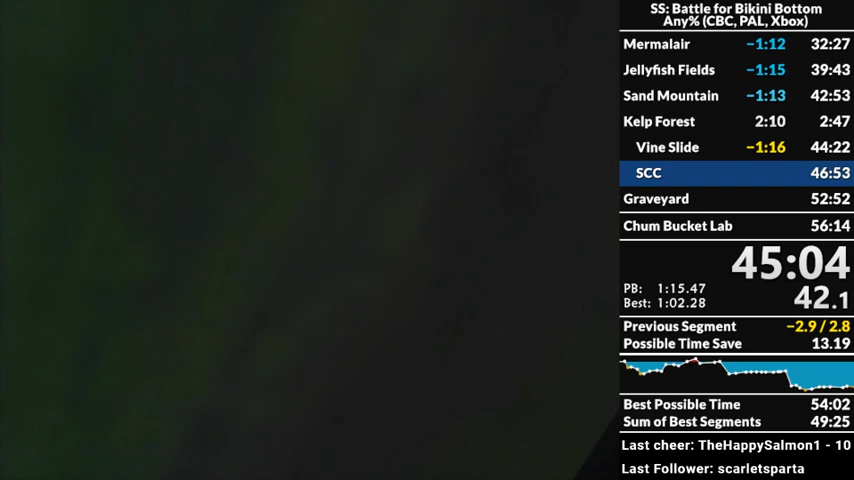 SS: Battle for Bikini Bottom
Any% (CBC, PAL, Xbox)
Mermalair −1:12 32:27
Jellyfish Fields −1:15 39:43
Sand Mountain −1:13 42:53
Kelp Forest 2:10 2:47
Vine Slide −1:16 44:22
SCC 46:53
Graveyard 52:52
Chum Bucket Lab 56:14
45:04
PB: 1:15.47
Best: 1:02.28
42.1
Previous Segment −2.9 / 2.8
Possible Time Save 13.19
Best Possible Time 54:02
Sum of Best Segments 49:25
Last cheer: TheHappySalmon1 - 10
Last Follower: scarletsparta